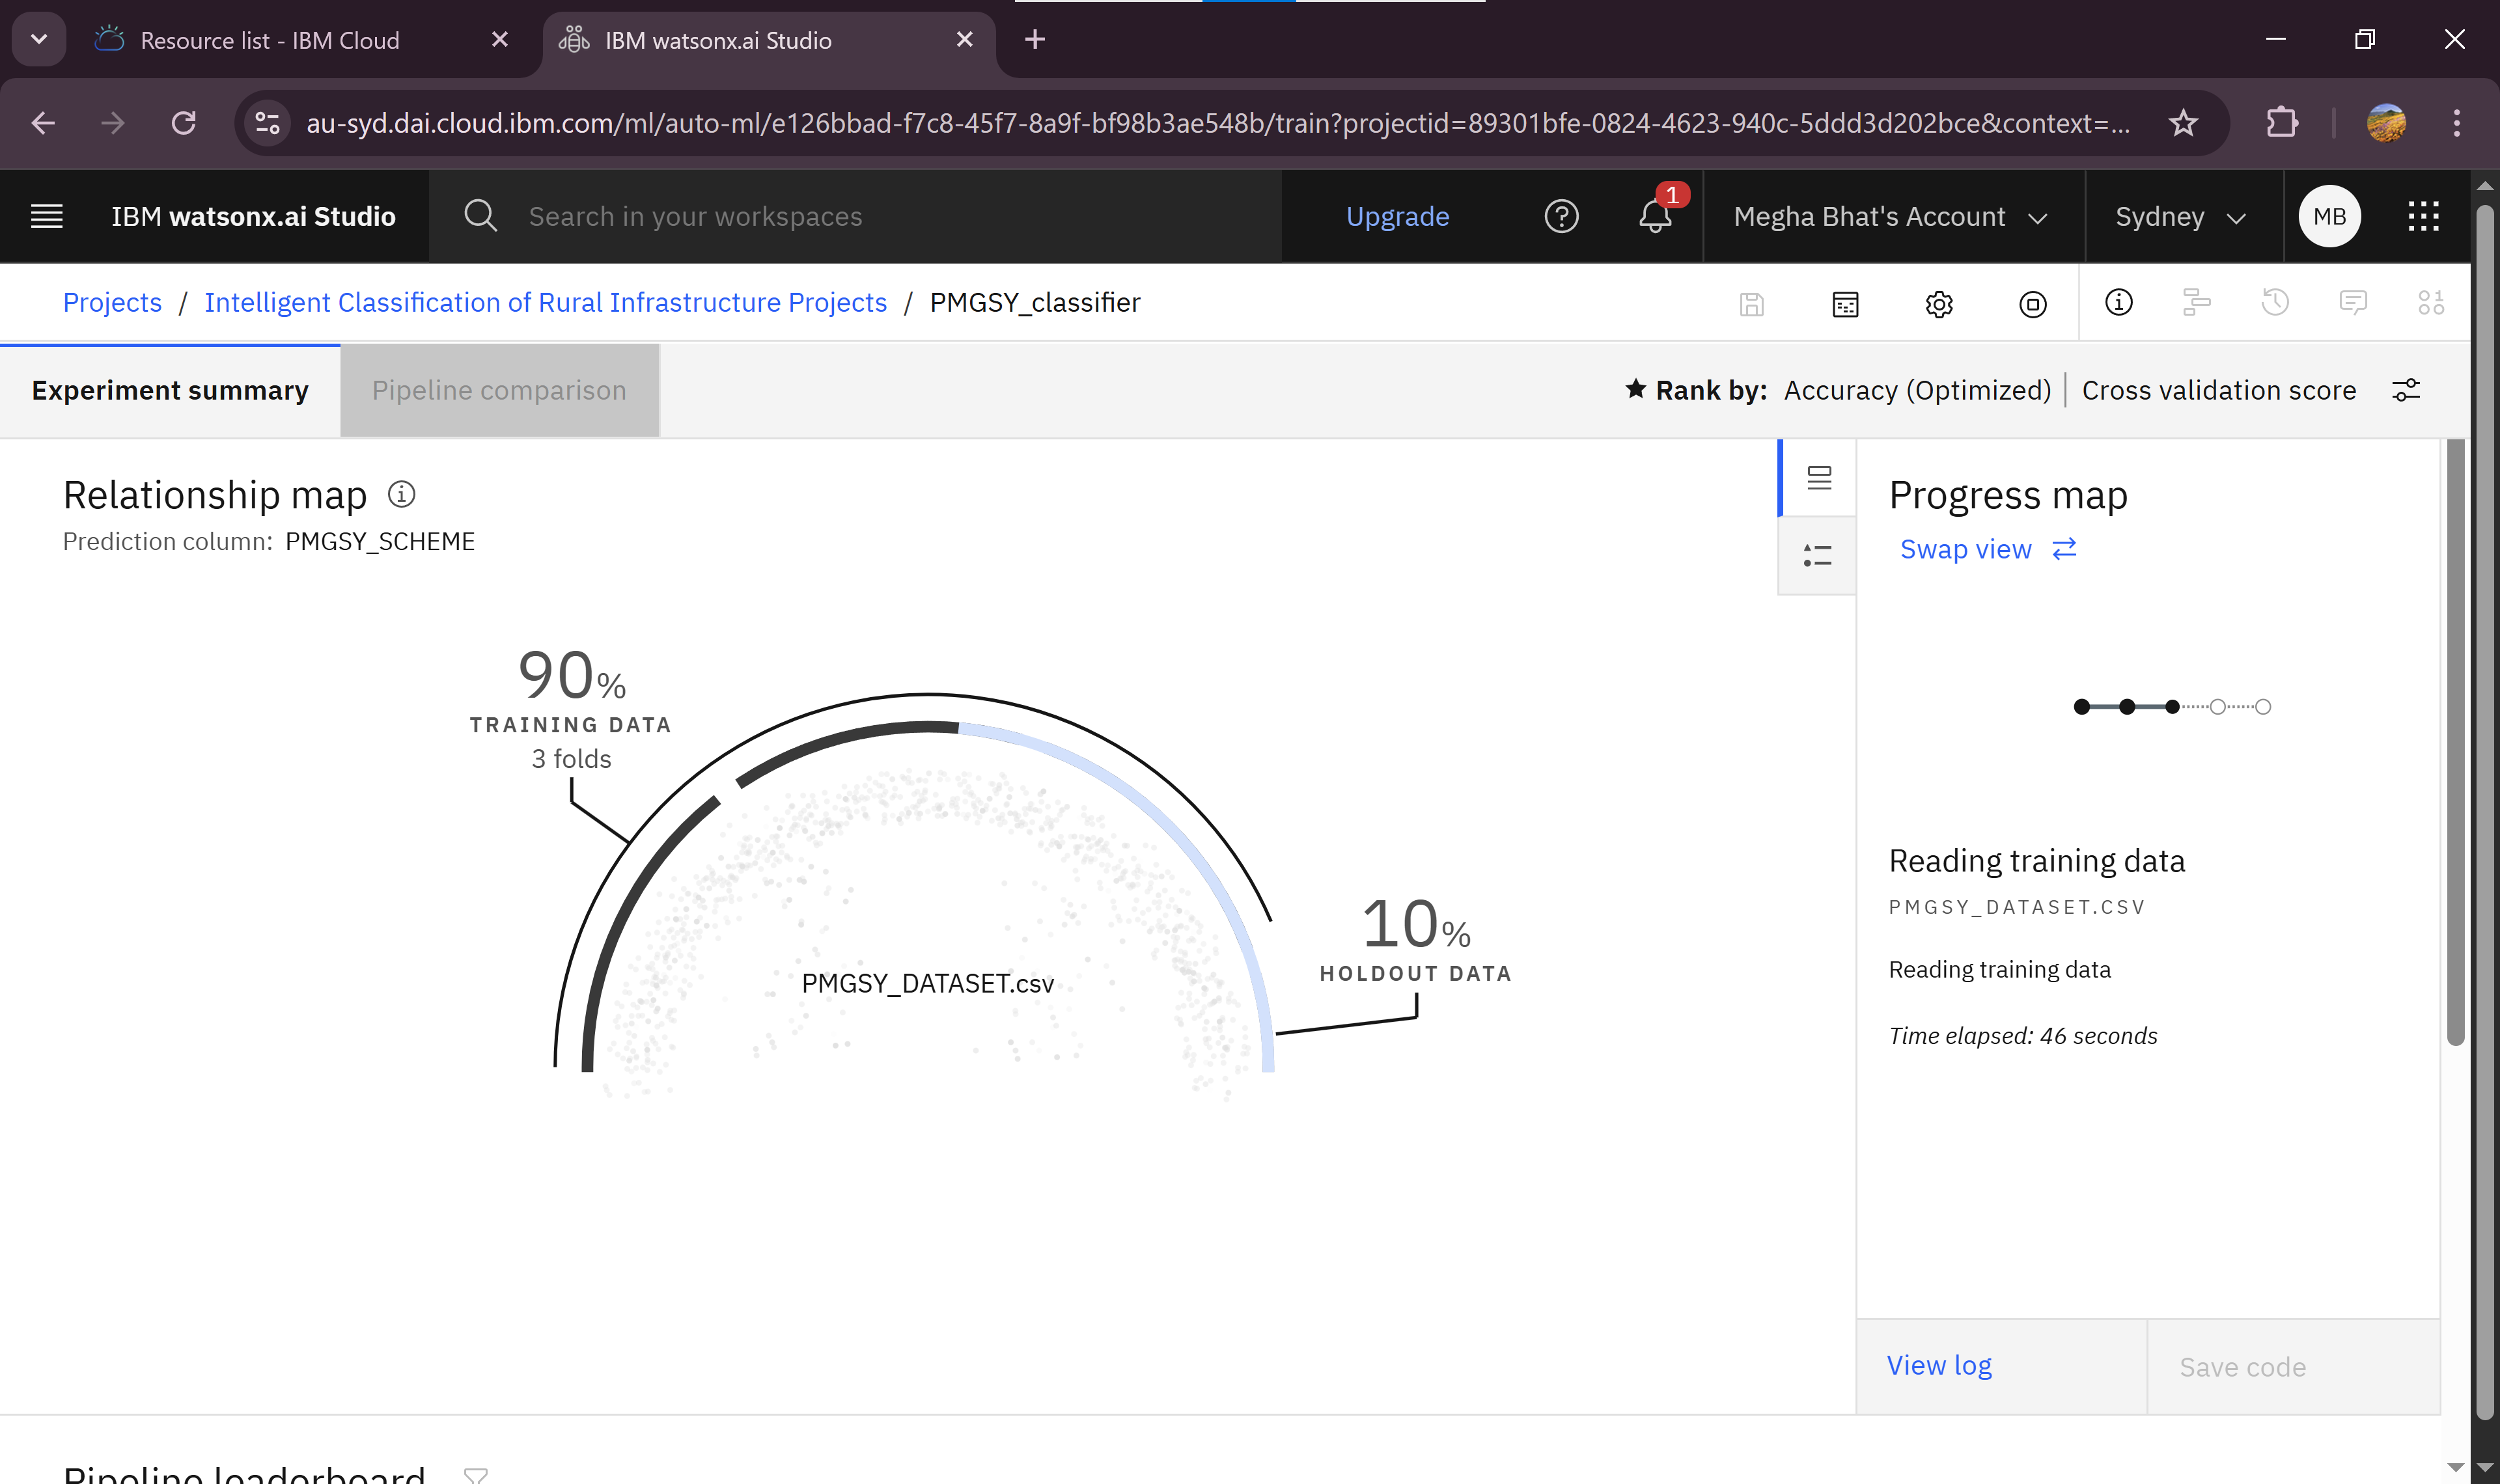 Resource list - IBM Cloud
IBM watsonx.ai Studio
au-syd.dai.cloud.ibm.com/ml/auto-ml/e126bbad-f7c8-45f7-8a9f-bf98b3ae548b/train?projectid=89301bfe-0824-4623-940c-5ddd3d202bce&context=...
IBM watsonx.ai Studio
Search in your workspaces
Upgrade
1
Megha Bhat's Account
Sydney
MB
Projects / Intelligent Classification of Rural Infrastructure Projects / PMGSY_classifier
Experiment summary
Pipeline comparison
Rank by: Accuracy (Optimized) | Cross validation score
Relationship map
Prediction column: PMGSY_SCHEME
90%
TRAINING DATA
3 folds
10%
HOLDOUT DATA
PMGSY_DATASET.csv
Progress map
Swap view
Reading training data
PMGSY_DATASET.CSV
Reading training data
Time elapsed: 46 seconds
View log
Save code
Pipeline leaderboard